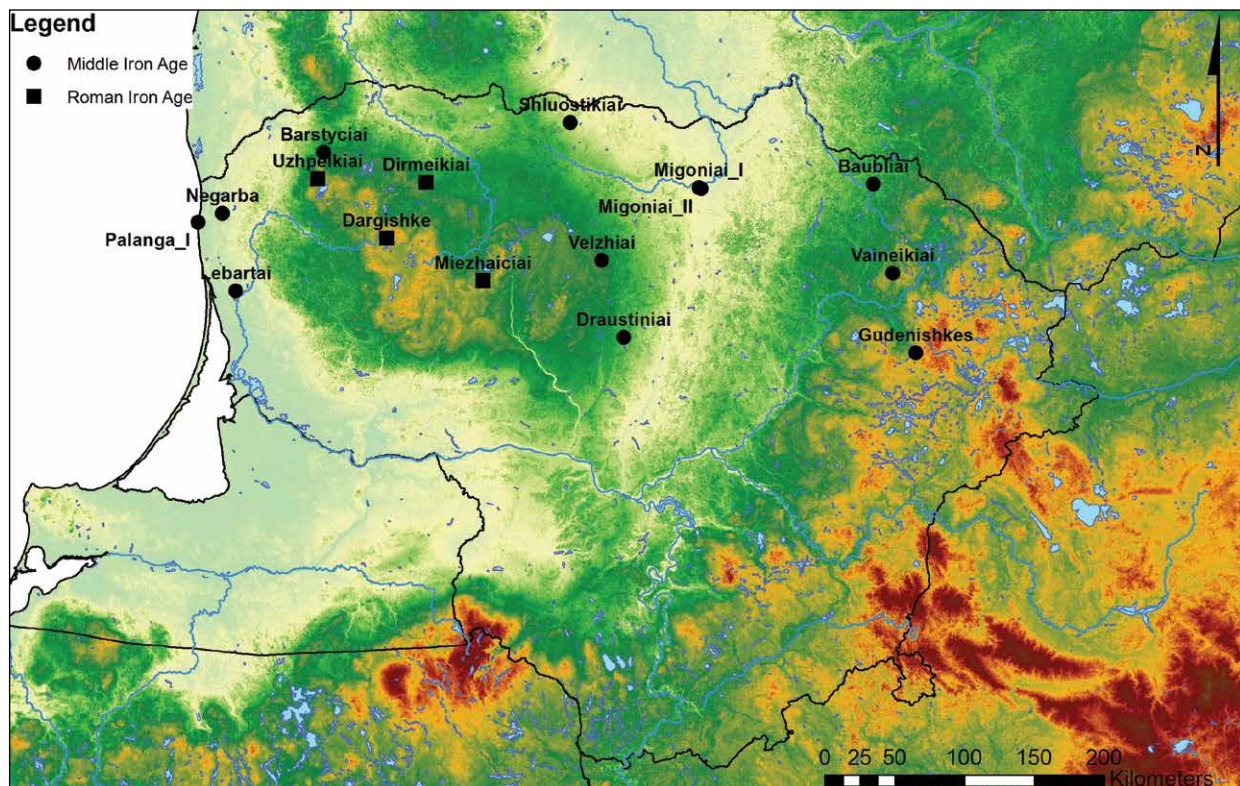 Legend
Middle Iron Age
Roman Iron Age
Shluostikiai
Barstyciai
Uzhpelkiai
Dirmeikiai
Migoniai_I
Baubliai
Negarba
Migoniai_II
Palanga_I
Dargishke
Velzhiai
Vaineikiai
Miezhaiciai
Lebartai
Draustiniai
Gudenishkes
N
0 25 50 100 150 200
Kilometers